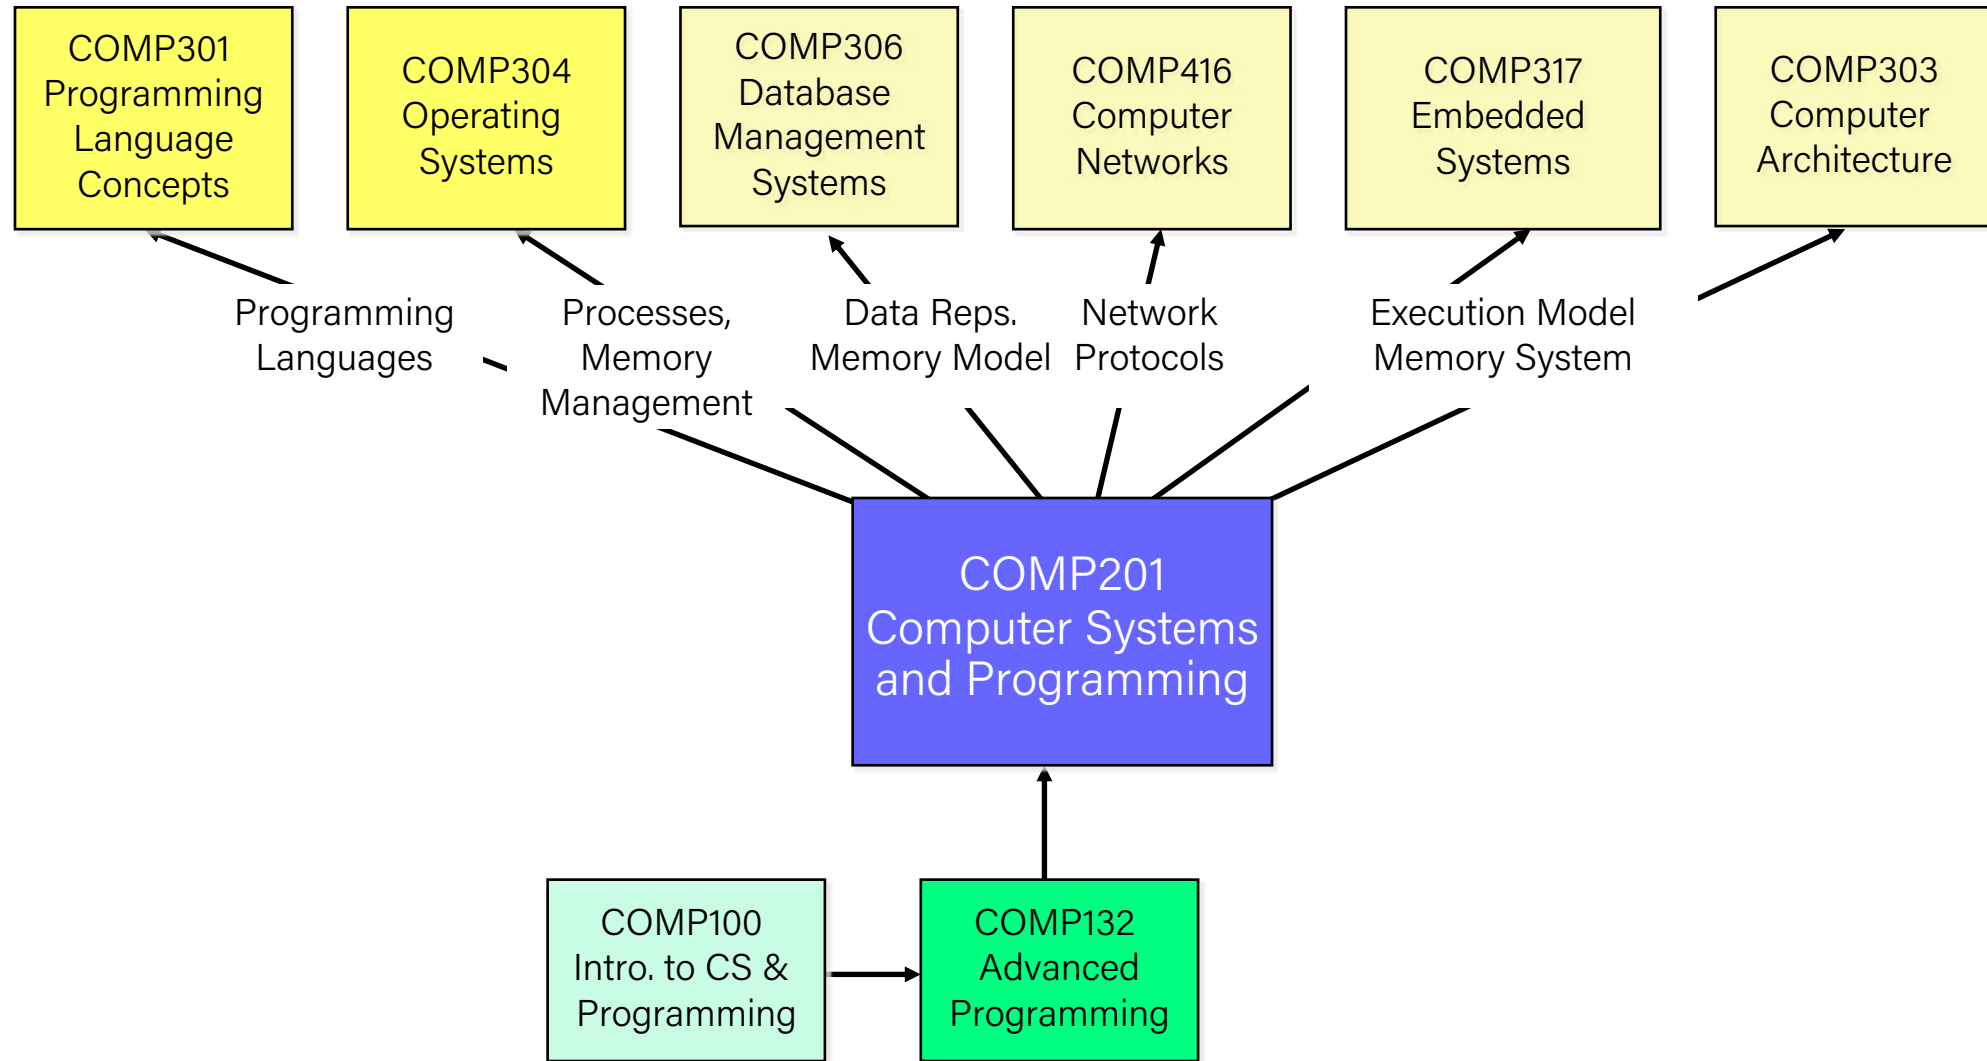 COMP301
Programming
Language
Concepts
COMP304
Operating
Systems
COMP306
Database
Management
Systems
COMP416
Computer
Networks
COMP317
Embedded
Systems
COMP303
Computer
Architecture
Programming
Languages
Processes,
Memory
Management
Data Reps.
Memory Model
Network
Protocols
Execution Model
Memory System
COMP201
Computer Systems
and Programming
COMP100
Intro. to CS &
Programming
COMP132
Advanced
Programming